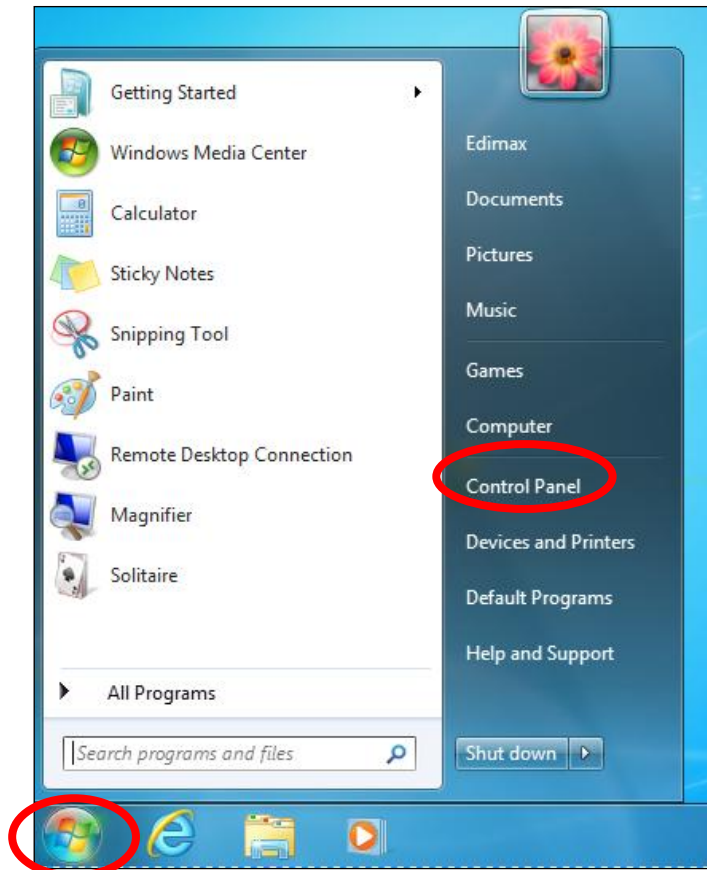 Getting Started
Windows Media Center
Calculator
Sticky Notes
Snipping Tool
Paint
Remote Desktop Connection
Magnifier
Solitaire
All Programs
Search programs and files
Edimax
Documents
Pictures
Music
Games
Computer
Control Panel
Devices and Printers
Default Programs
Help and Support
Shut down